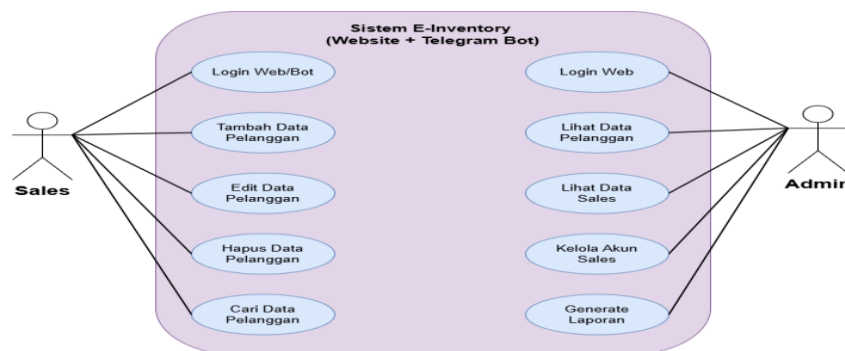 Sistem E-Inventory
(Website + Telegram Bot)
Login Web/Bot
Login Web
Tambah Data
Pelanggan
Lihat Data
Pelanggan
Sales
Admin
Edit Data
Pelanggan
Lihat Data
Sales
Hapus Data
Pelanggan
Kelola Akun
Sales
Cari Data
Pelanggan
Generate
Laporan